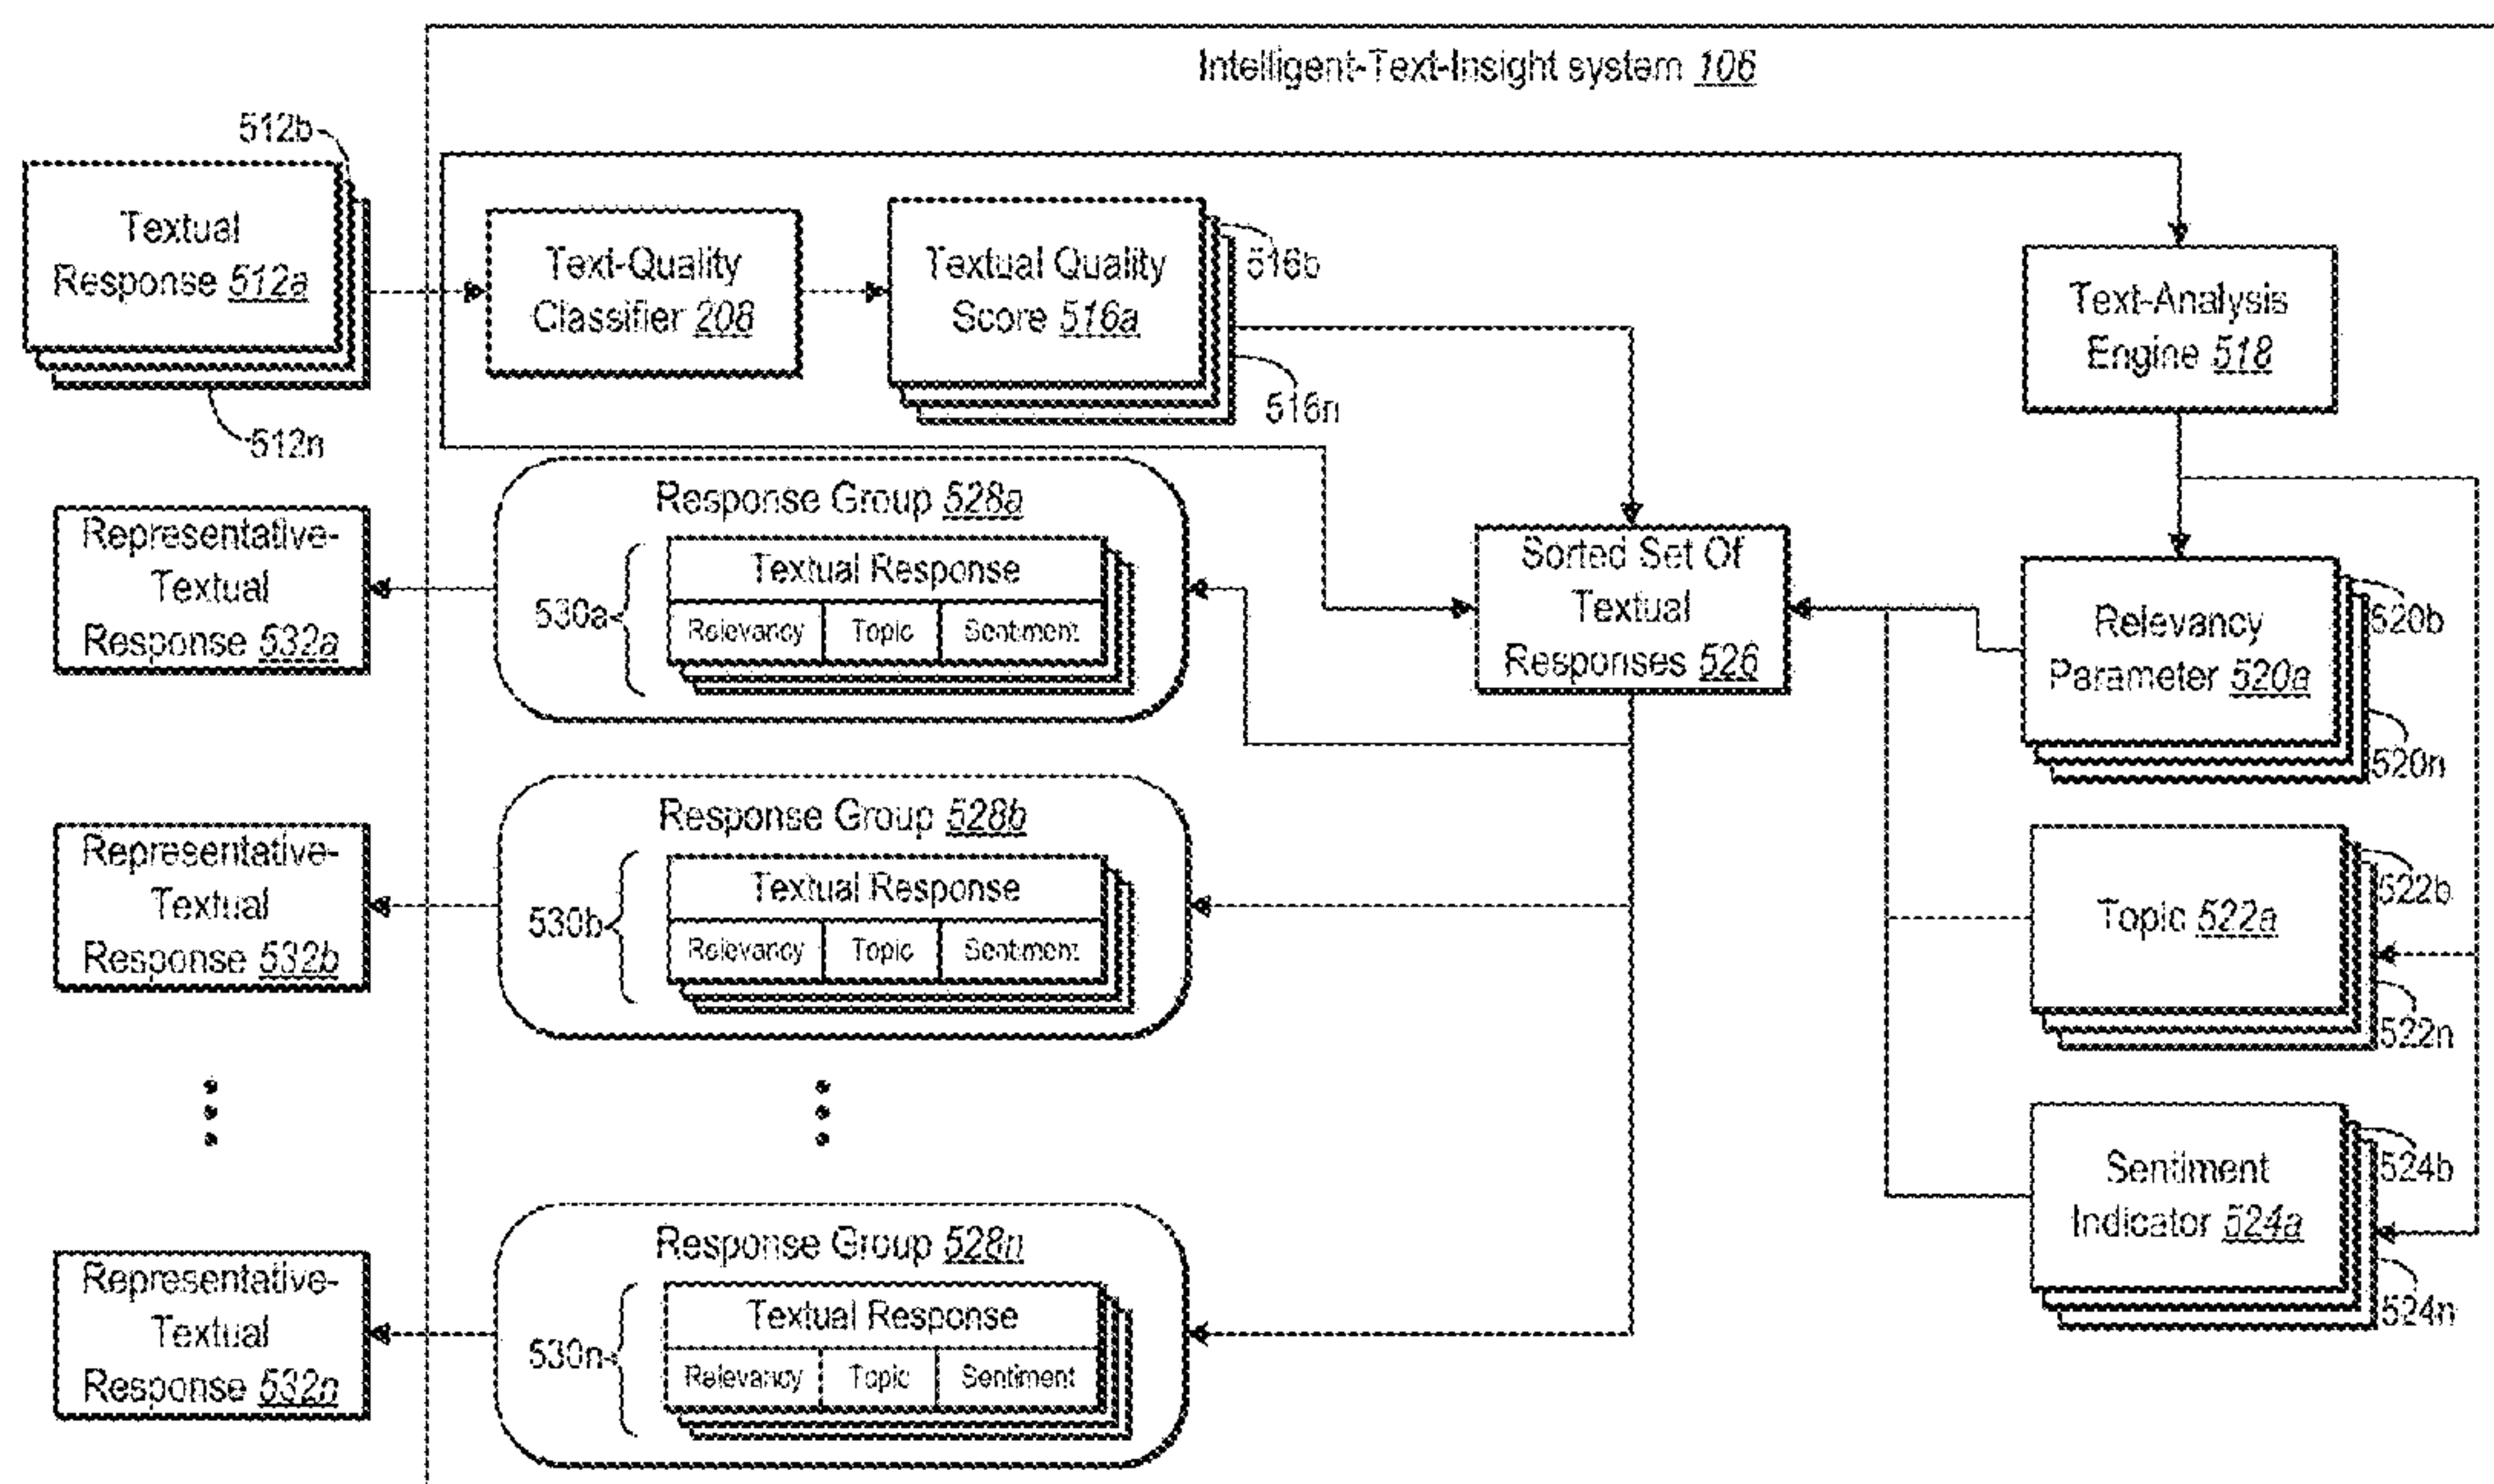 Intelligent-Text-Insight system 106
512b
Textual
Response 512a
512n
Text-Quality
Classifier 208
Textual Quality
Score 516a
516b
516n
Text-Analysis
Engine 518
Representative-
Textual
Response 532a
Response Group 528a
530a
Textual Response
Relevancy Topic Sentiment
Sorted Set Of
Textual
Responses 526
Relevancy
Parameter 520a
520b
520n
Representative-
Textual
Response 532b
Response Group 528b
530b
Textual Response
Relevancy Topic Sentiment
Topic 522a
522b
522n
Sentiment
Indicator 524a
524b
524n
Representative-
Textual
Response 532n
Response Group 528n
530n
Textual Response
Relevancy Topic Sentiment